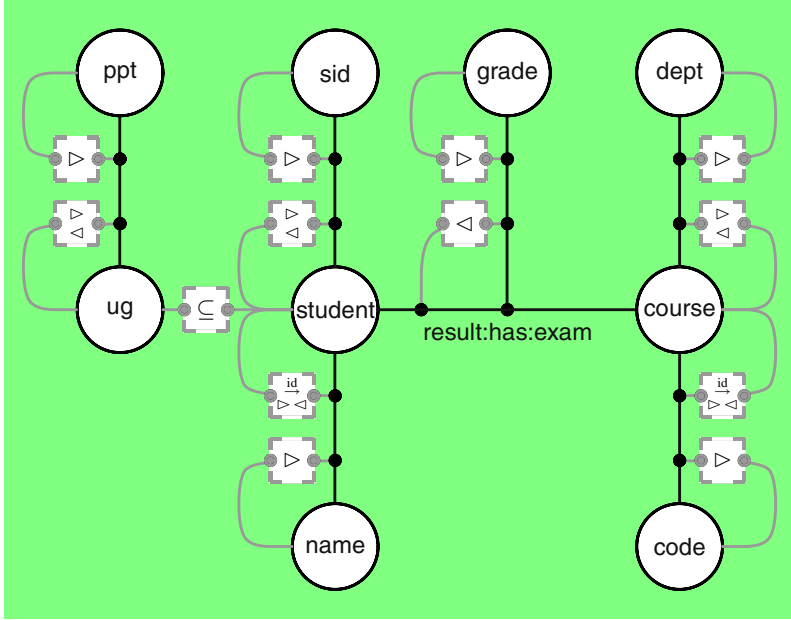 ppt
sid
grade
dept
▷
▷
▷
▷
▷
◁
▷
◁
◁
▷
◁
ug
⊆
student
course
result:has:exam
id
→
▷ ◁
id
→
▷ ◁
▷
▷
name
code